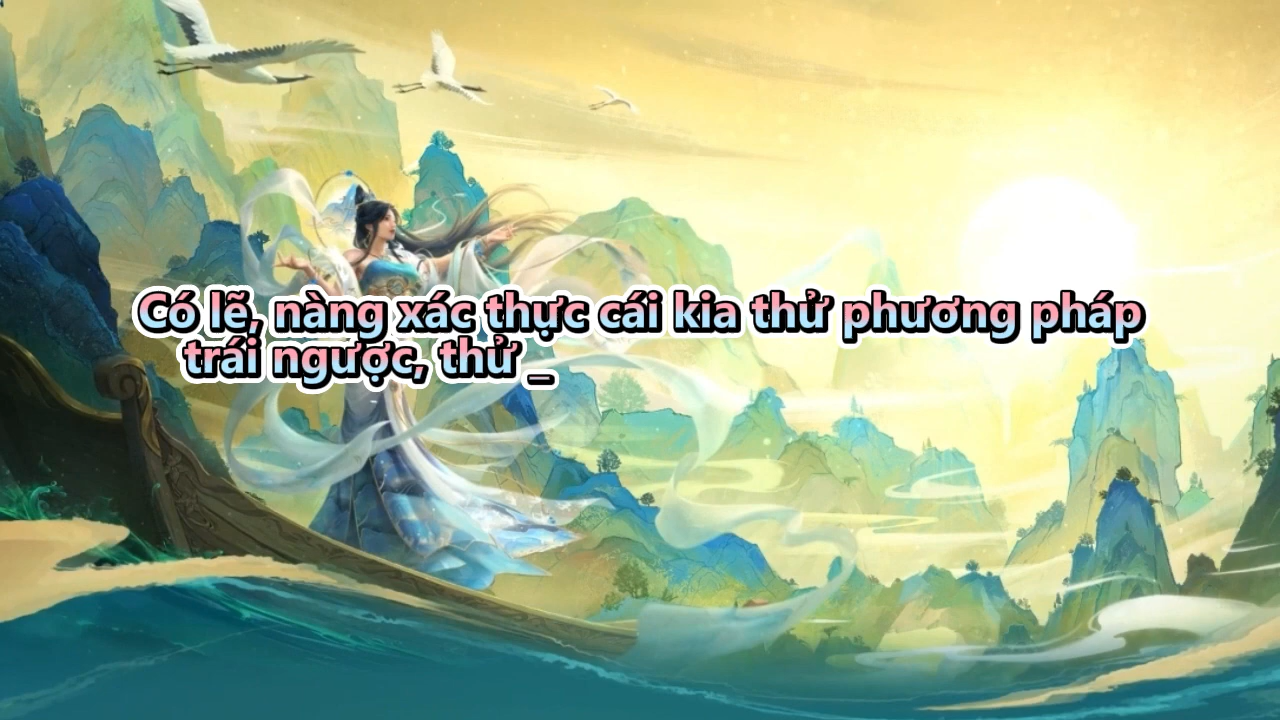 Có lẽ, nàng xác thực cái kia thử phương pháp
trái ngược, thử _